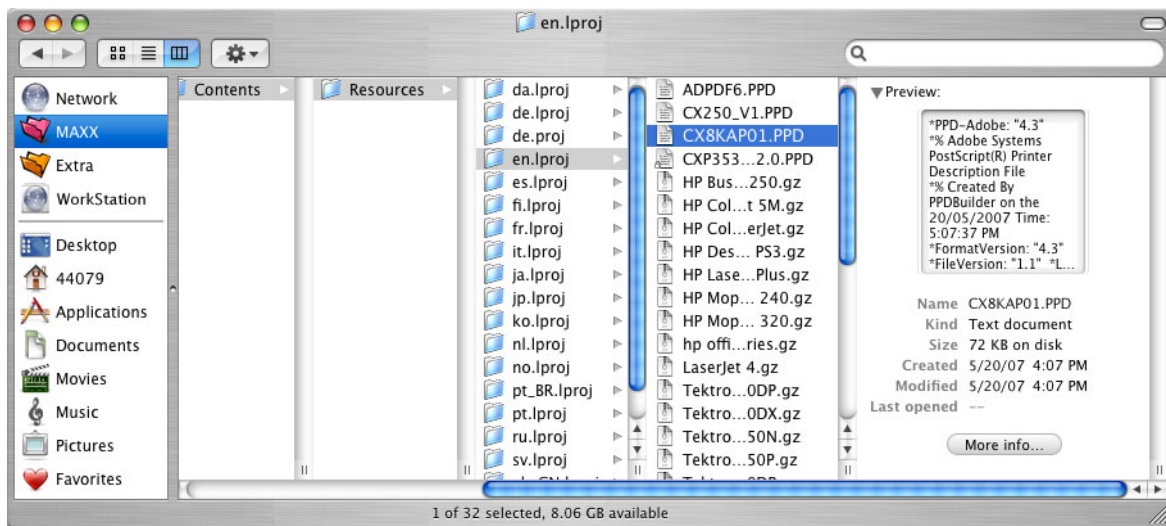 en.lproj
Network
MAXX
Extra
WorkStation
Desktop
44079
Applications
Documents
Movies
Music
Pictures
Favorites
Contents
Resources
da.lproj
de.lproj
de.proj
en.lproj
es.lproj
fi.lproj
fr.lproj
it.lproj
ja.lproj
jp.lproj
ko.lproj
nl.lproj
no.lproj
pt_BR.lproj
pt.lproj
ru.lproj
sv.lproj
ADPDF6.PPD
CX250_V1.PPD
CX8KAP01.PPD
CXP353...2.0.PPD
HP Bus...250.gz
HP Col...t 5M.gz
HP Col...erJet.gz
HP Des... PS3.gz
HP Lase...Plus.gz
HP Mop... 240.gz
HP Mop... 320.gz
hp offi...ries.gz
LaserJet 4.gz
Tektro...0DP.gz
Tektro...0DX.gz
Tektro...50N.gz
Tektro...50P.gz
Preview:
*PPD-Adobe: "4.3"
*% Adobe Systems
PostScript(R) Printer
Description File
*% Created By
PPDBuilder on the
20/05/2007 Time:
5:07:37 PM
*FormatVersion: "4.3"
*FileVersion: "1.1" *L...
Name CX8KAP01.PPD
Kind Text document
Size 72 KB on disk
Created 5/20/07 4:07 PM
Modified 5/20/07 4:07 PM
Last opened --
More info...
1 of 32 selected, 8.06 GB available